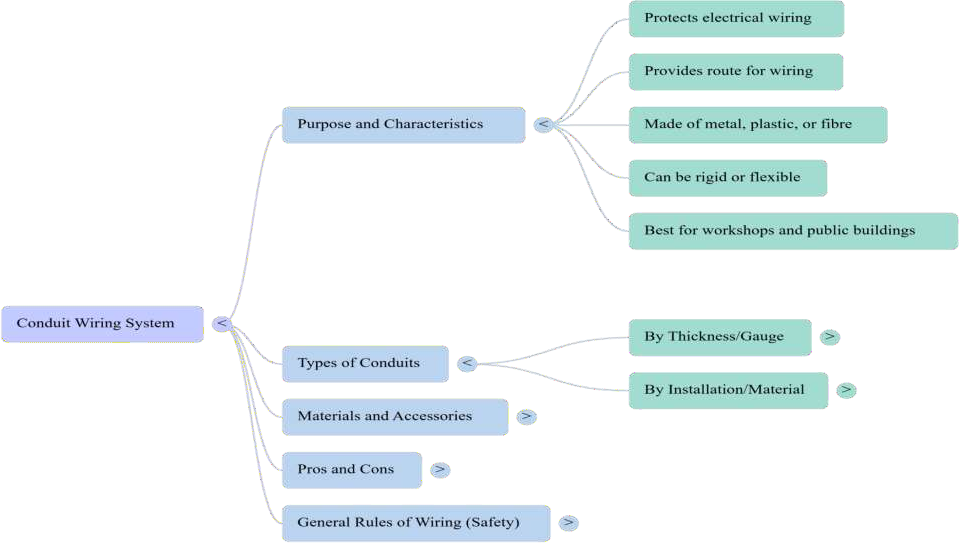 Conduit Wiring System
<
Purpose and Characteristics
<
Protects electrical wiring
Provides route for wiring
Made of metal, plastic, or fibre
Can be rigid or flexible
Best for workshops and public buildings
Types of Conduits
<
By Thickness/Gauge
>
By Installation/Material
>
Materials and Accessories
>
Pros and Cons
>
General Rules of Wiring (Safety)
>